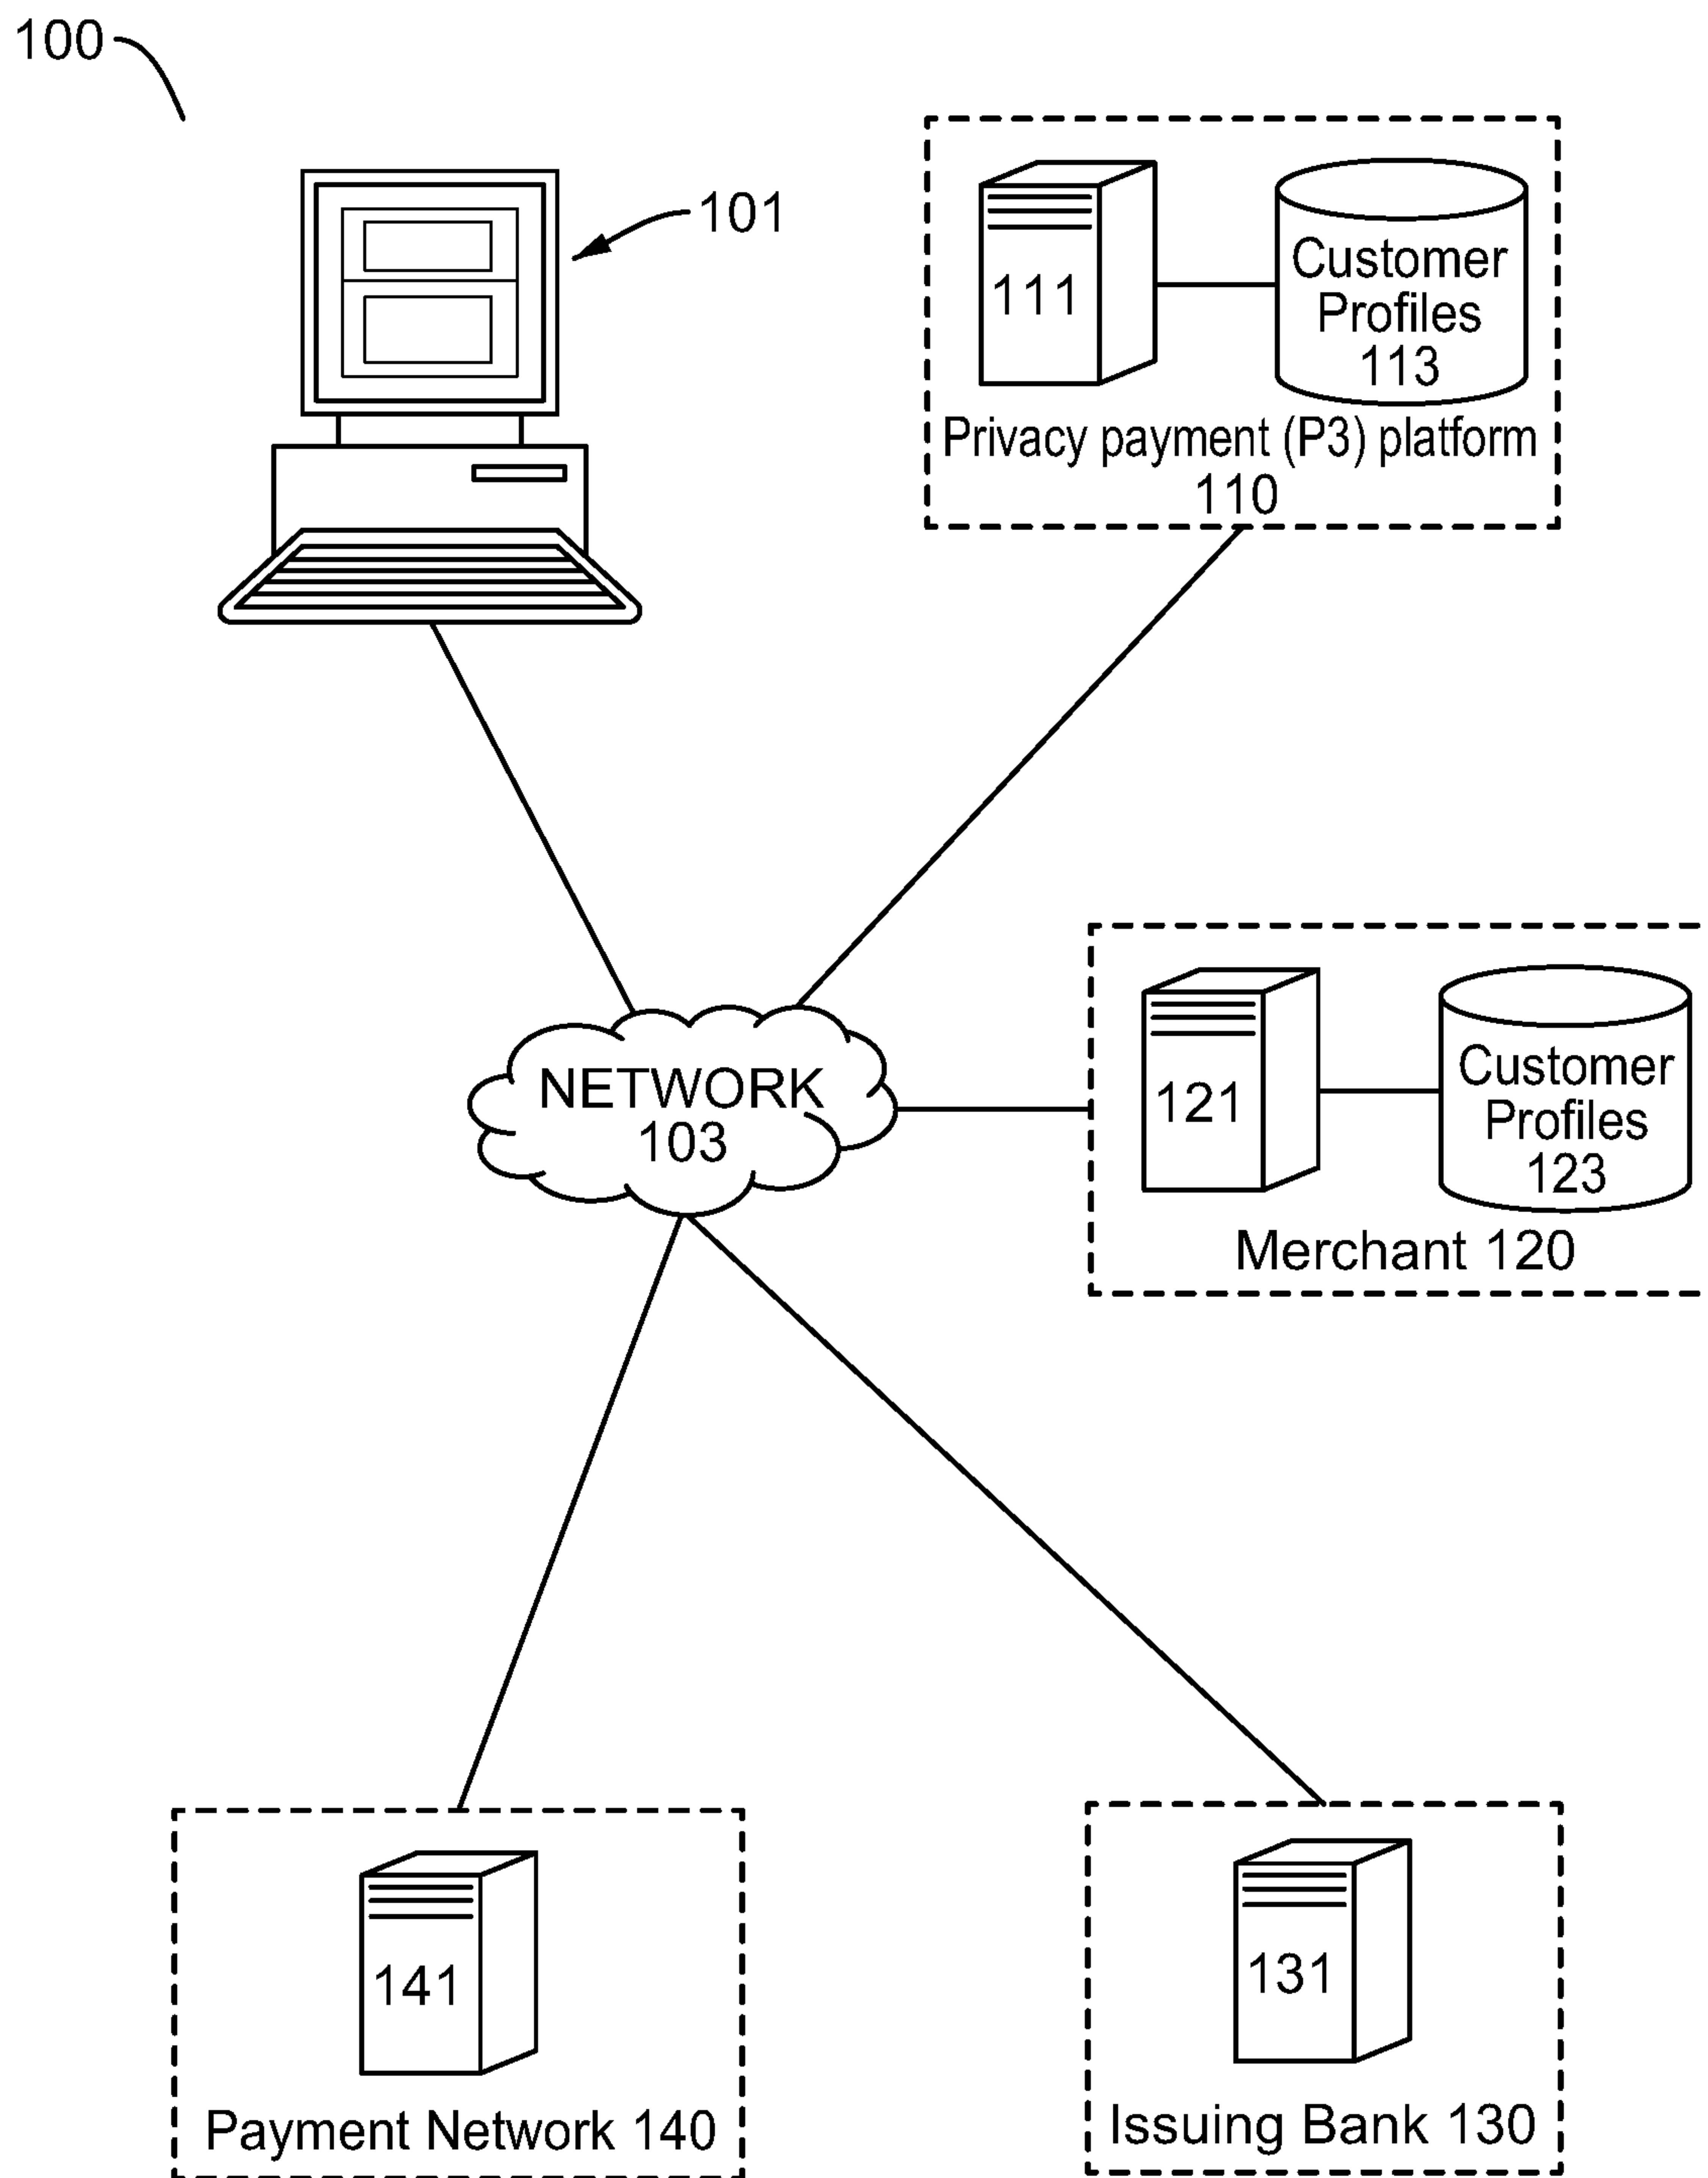 100
101
111
Customer
Profiles
113
Privacy payment (P3) platform
110
NETWORK
103
121
Customer
Profiles
123
Merchant 120
141
Payment Network 140
131
Issuing Bank 130